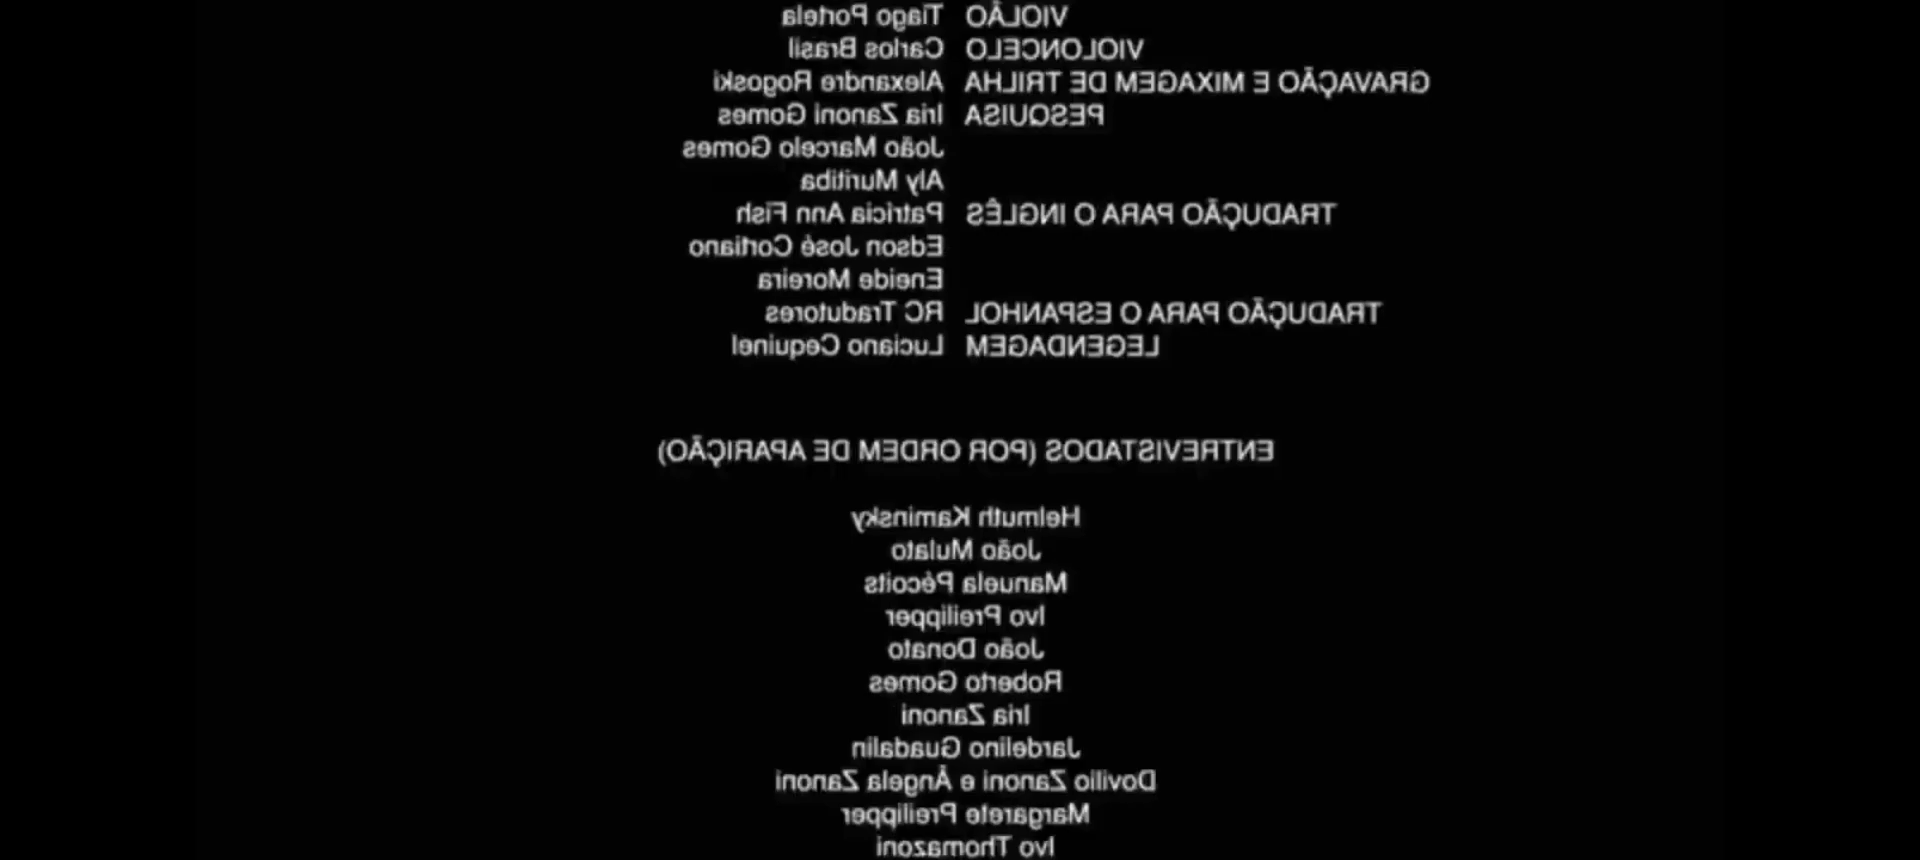 VIOLÃO Tiago Portela
VIOLONCELO Carlos Brasil
GRAVAÇÃO E MIXAGEM DE TRILHA Alexandre Rogoski
PESQUISA Iria Zanoni Gomes
João Marcelo Gomes
Aly Muritiba
TRADUÇÃO PARA O INGLÊS Patrícia Ann Fish
Edson José Cortiano
Eneide Moreira
TRADUÇÃO PARA O ESPANHOL RC Tradutores
LEGENDAGEM Luciano Cequinel
ENTREVISTADOS (POR ORDEM DE APARIÇÃO)
Helmuth Kaminsky
João Mulato
Manuela Pécoits
Ivo Preilipper
João Donato
Roberto Gomes
Iria Zanoni
Jardelino Guadalin
Dovilio Zanoni e Ângela Zanoni
Margarete Preilipper
Ivo Thomazoni